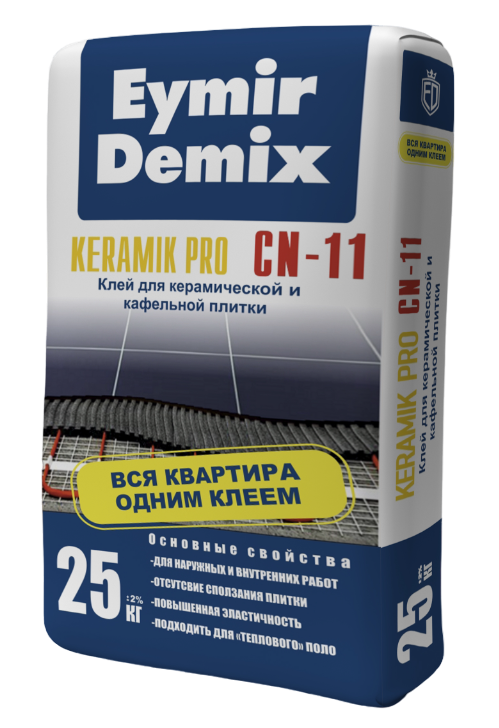 Eymir
Demix
KERAMIK PRO CN-11
Клей для керамической и
кафельной плитки
ВСЯ КВАРТИРА
ОДНИМ КЛЕЕМ
Основные свойства
-ДЛЯ НАРУЖНЫХ И ВНУТРЕННИХ РАБОТ
-ОТСУТСВИЕ СПОЛЗАНИЯ ПЛИТКИ
-ПОВЫШЕННАЯ ЭЛАСТИЧНОСТЬ
-ПОДХОДИТЬ ДЛЯ «ТЕПЛОВОГО» ПОЛО
25 ±2% КГ
ED
ВСЯ КВАРТИРА
ОДНИМ КЛЕЕМ
KERAMIK PRO CN-11
Клей для керамической и
кафельной плитки
25 ±2% КГ